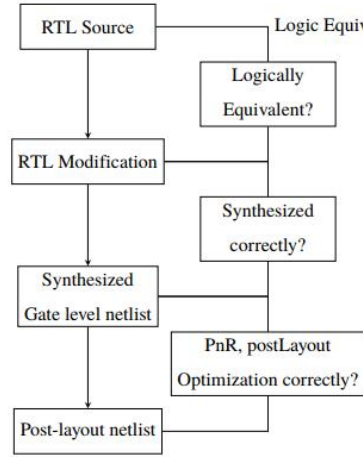 RTL Source
Logic Equiv
Logically
Equivalent?
RTL Modification
Synthesized
correctly?
Synthesized
Gate level netlist
PnR, postLayout
Optimization correctly?
Post-layout netlist